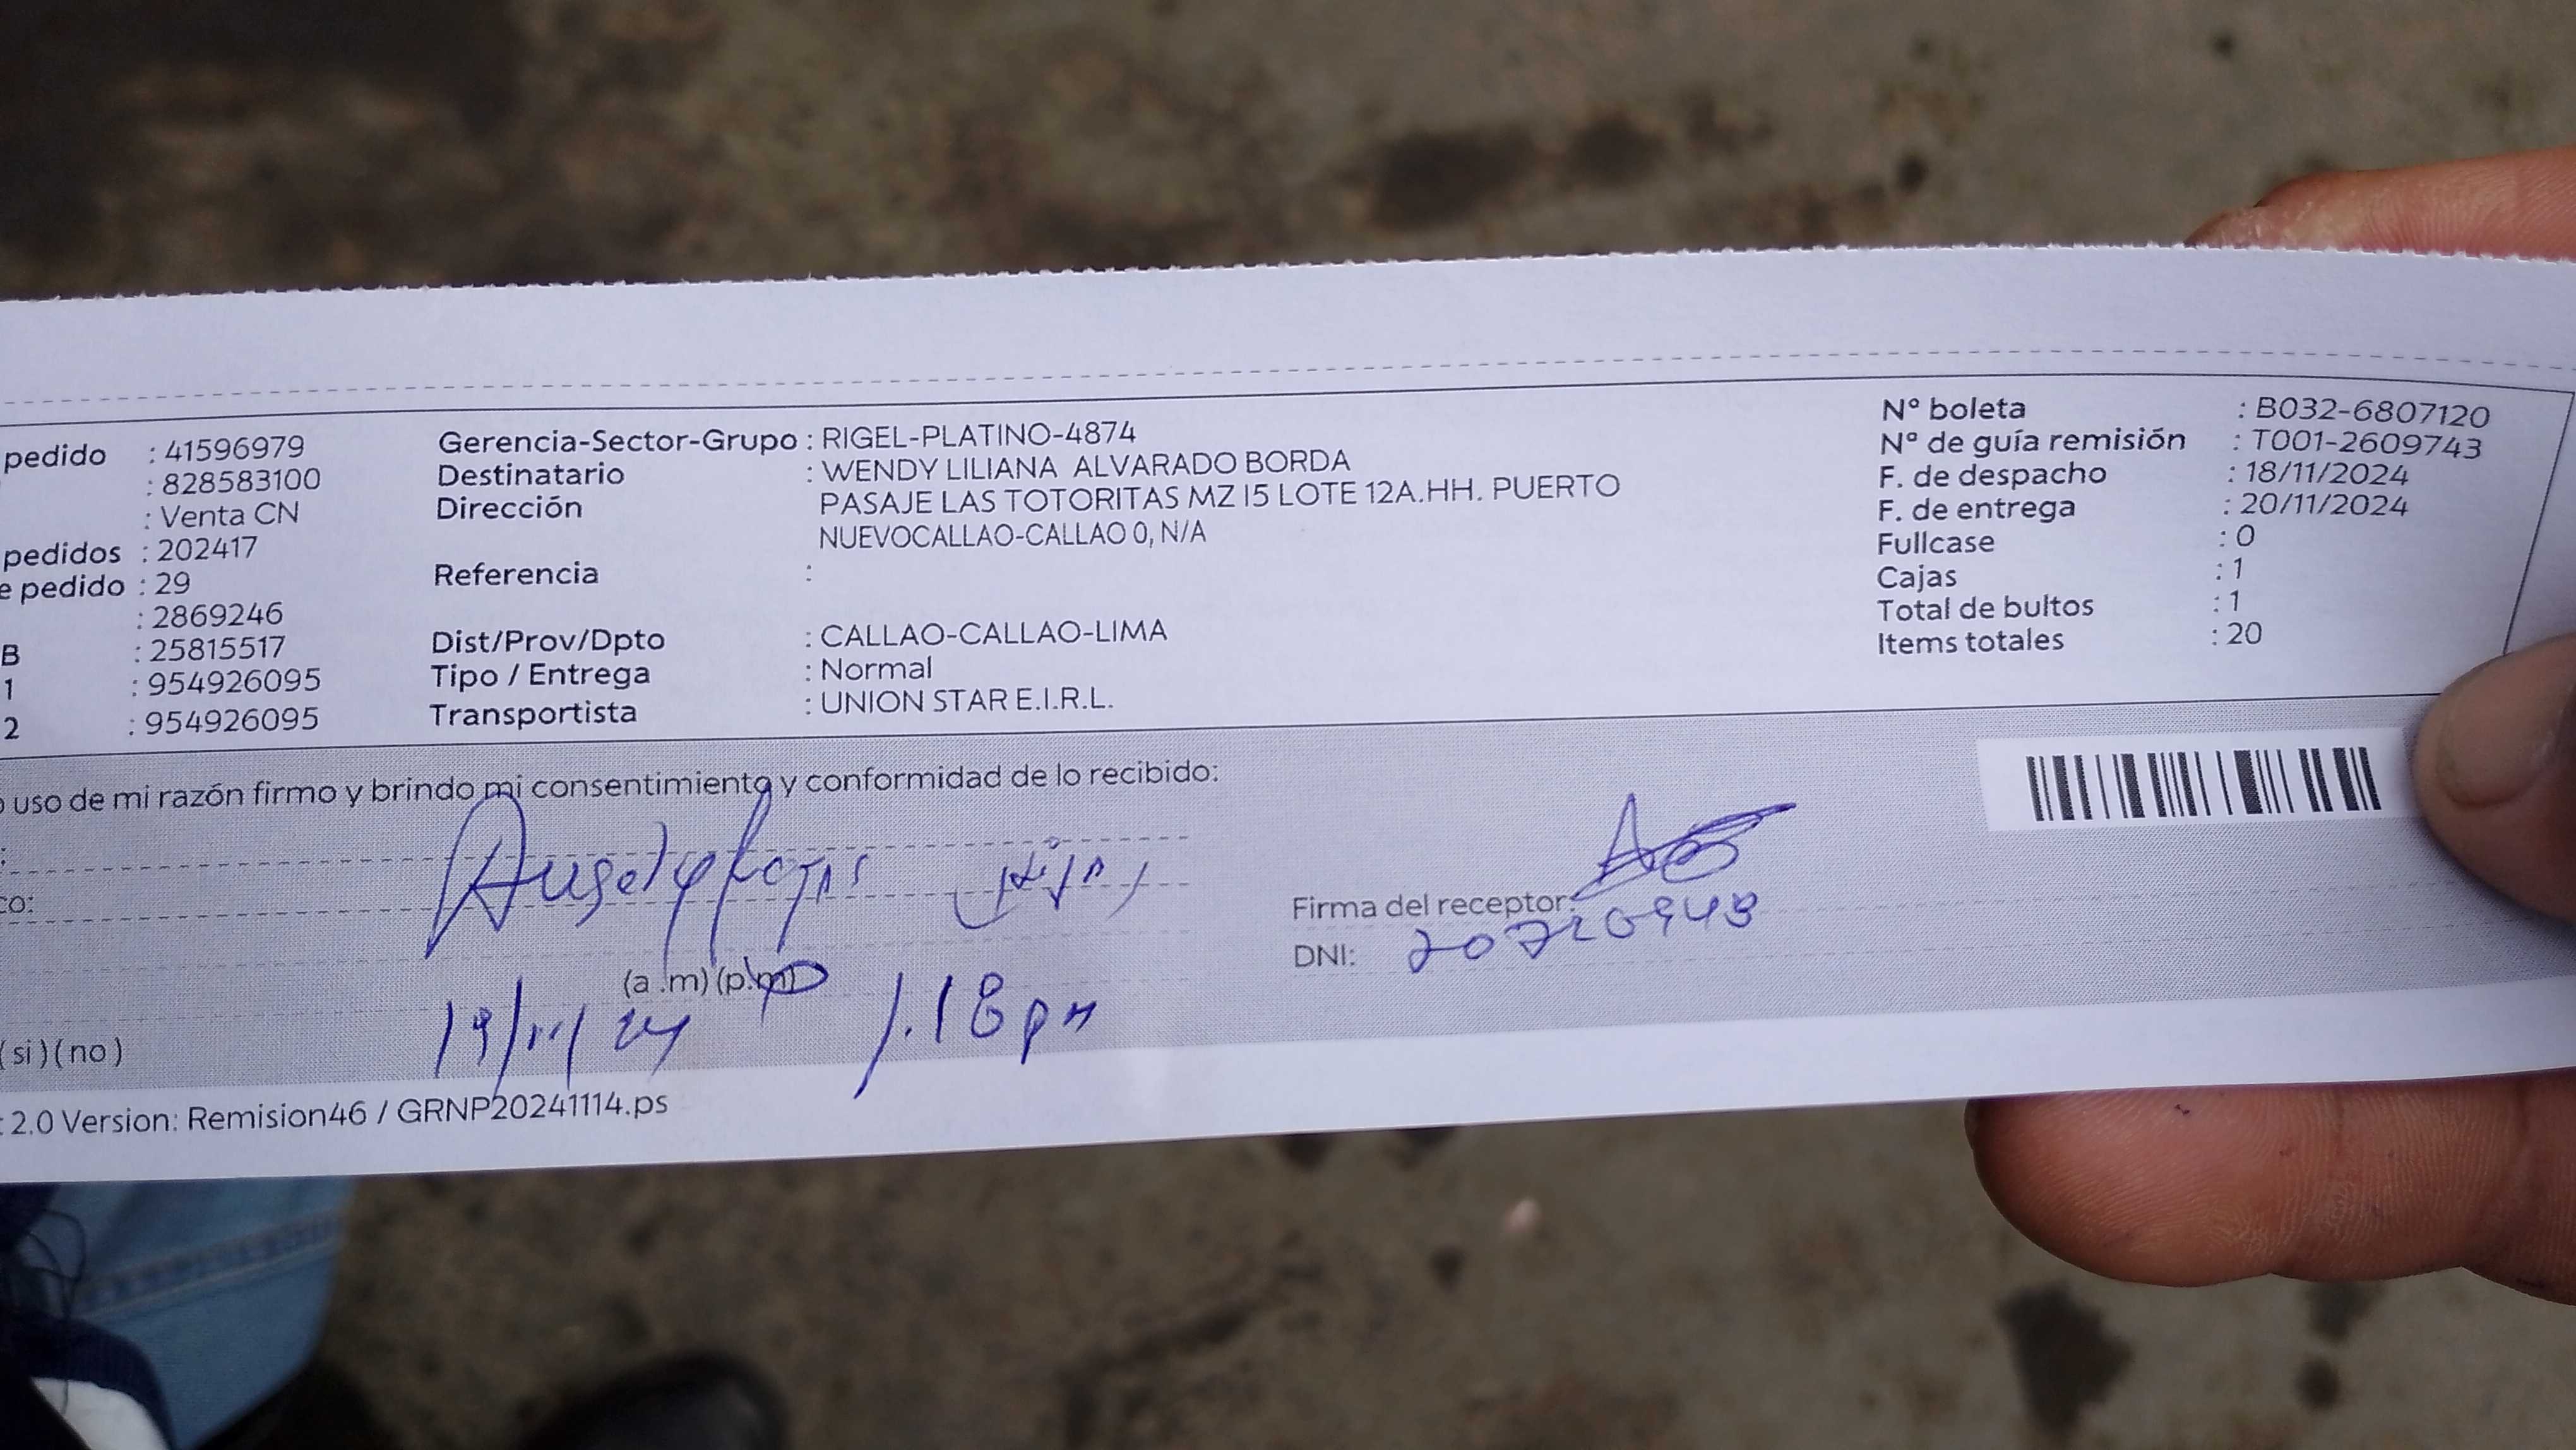 pedido : 41596979
: 828583100
: Venta CN
pedidos : 202417
e pedido : 29
: 2869246
B : 25815517
1 : 954926095
2 : 954926095
Gerencia-Sector-Grupo : RIGEL-PLATINO-4874
Destinatario : WENDY LILIANA ALVARADO BORDA
Dirección PASAJE LAS TOTORITAS MZ I5 LOTE 12A.HH. PUERTO
NUEVOCALLAO-CALLAO 0, N/A
Referencia :
Dist/Prov/Dpto : CALLAO-CALLAO-LIMA
Tipo / Entrega : Normal
Transportista : UNION STAR E.I.R.L.
Nº boleta : B032-6807120
Nº de guía remisión : T001-2609743
F. de despacho : 18/11/2024
F. de entrega : 20/11/2024
Fullcase : 0
Cajas : 1
Total de bultos : 1
Items totales : 20
o uso de mi razón firmo y brindo mi consentimiento y conformidad de lo recibido:
:
co:
Firma del receptor:
DNI:
(a .m) (p.m)
19/11/24 1.18 pm
(si) (no)
: 2.0 Version: Remision46 / GRNP20241114.ps